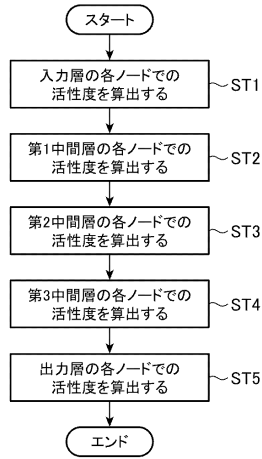 スタート
入力層の各ノードでの
活性度を算出する
ST1
第1中間層の各ノードでの
活性度を算出する
ST2
第2中間層の各ノードでの
活性度を算出する
ST3
第3中間層の各ノードでの
活性度を算出する
ST4
出力層の各ノードでの
活性度を算出する
ST5
エンド